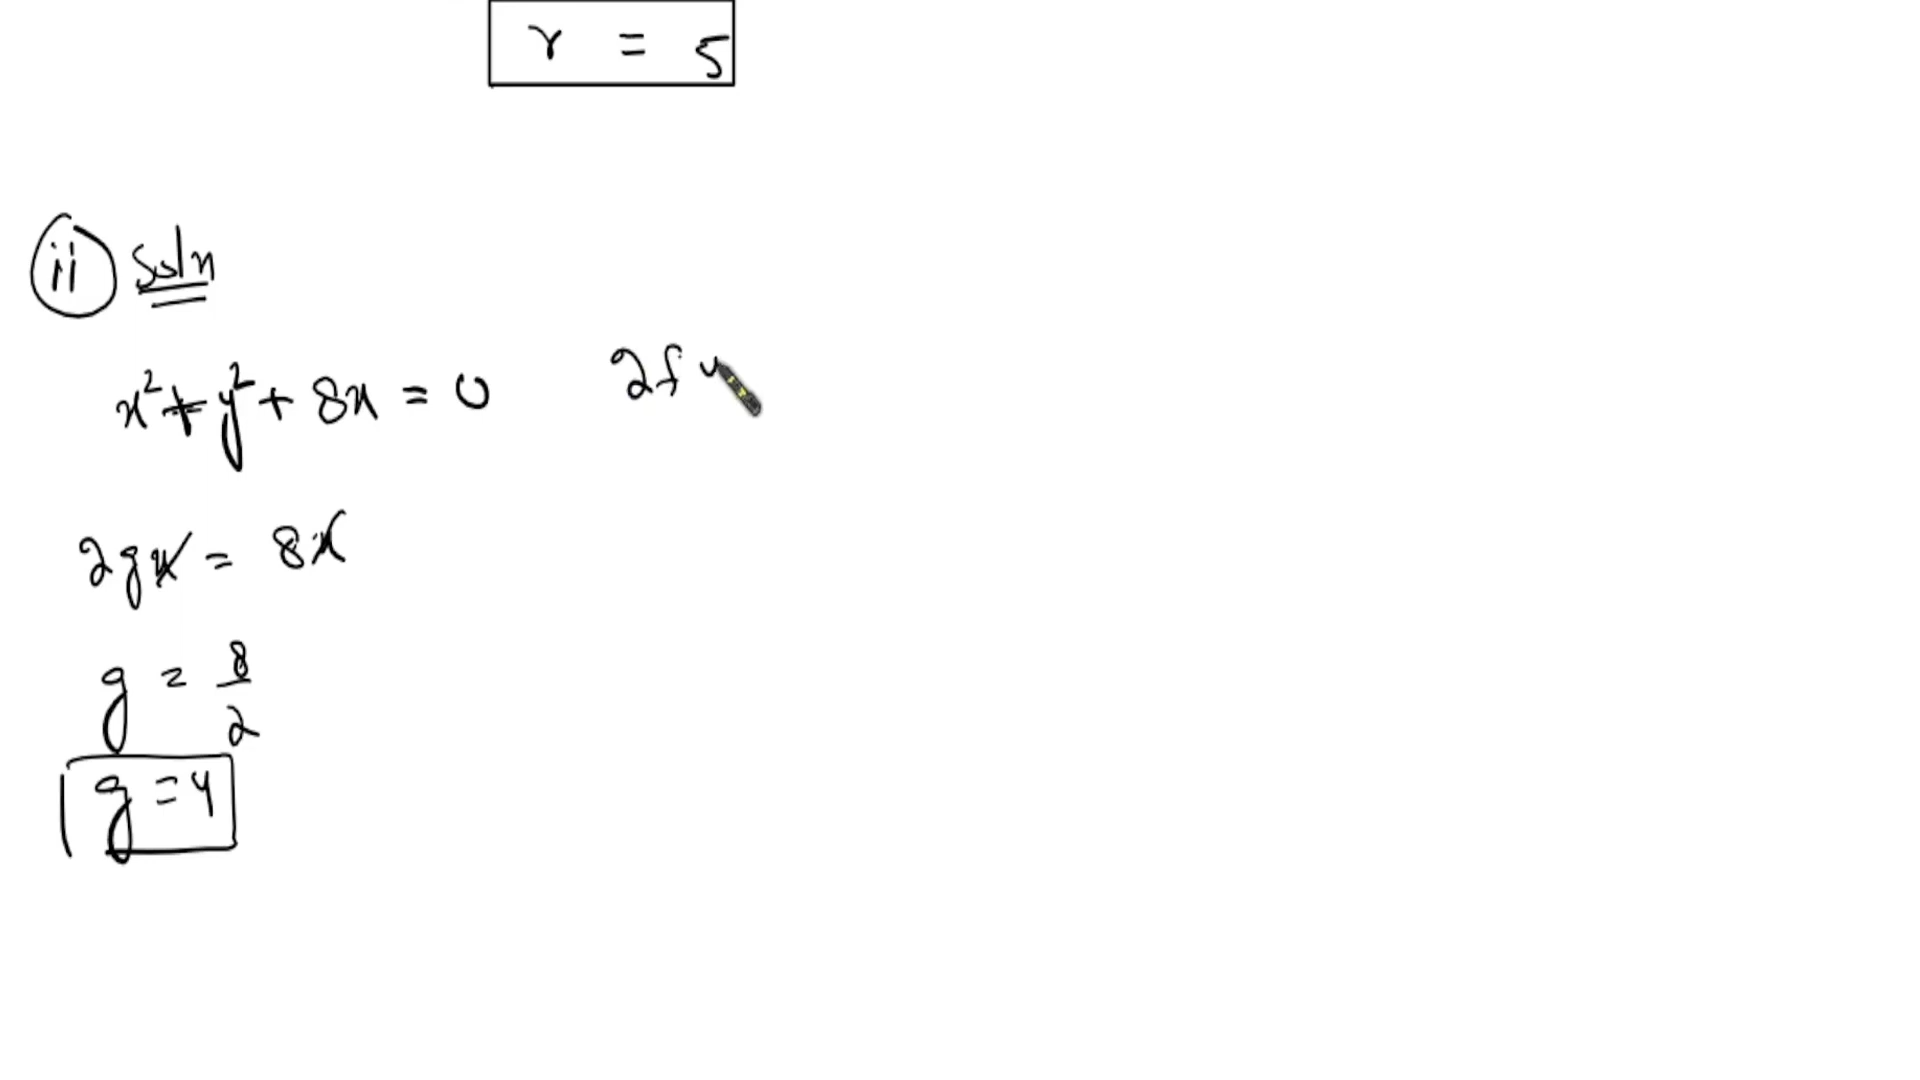 r = 5
ii soln
x² + y² + 8x = 0
2f
2gx = 8x
g = 8/2
g = 4